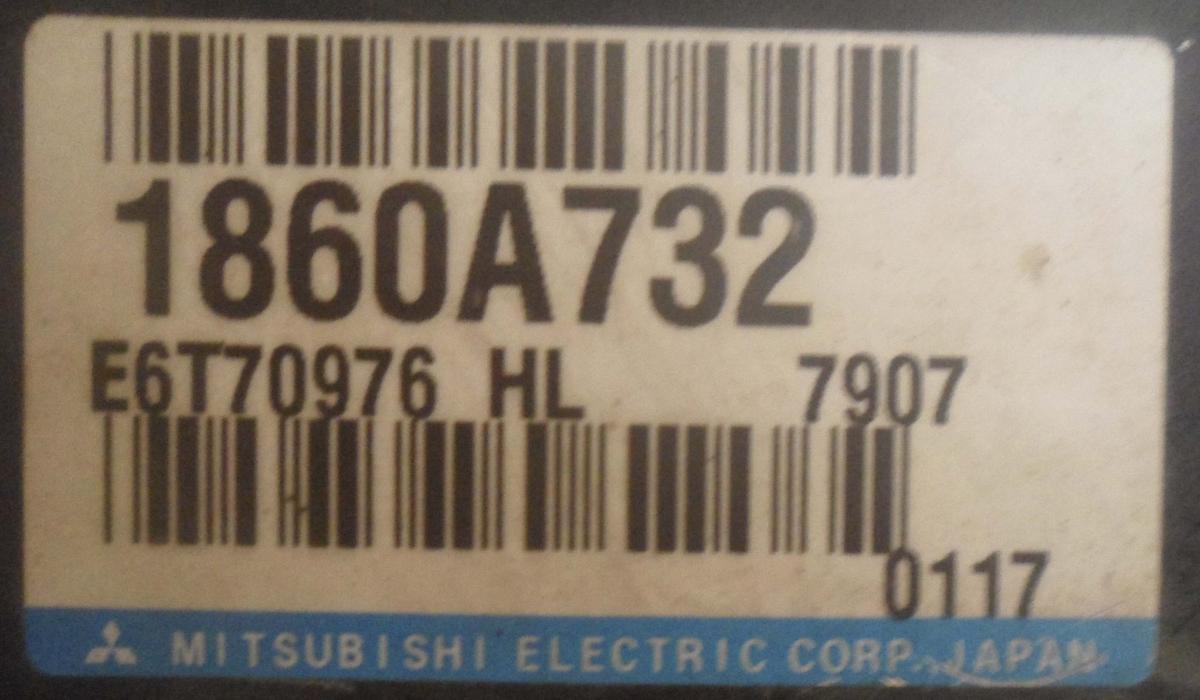 1860A732
E6T70976 HL 7907
0117
MITSUBISHI ELECTRIC CORP. JAPAN